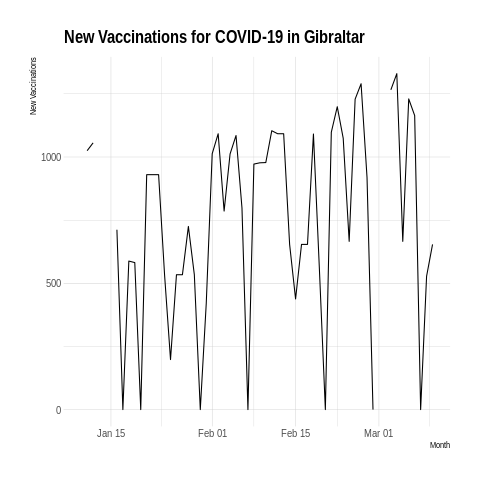 New Vaccinations for COVID-19 in Gibraltar
New Vaccinations
1000
500
0
Jan 15 Feb 01 Feb 15 Mar 01
Month